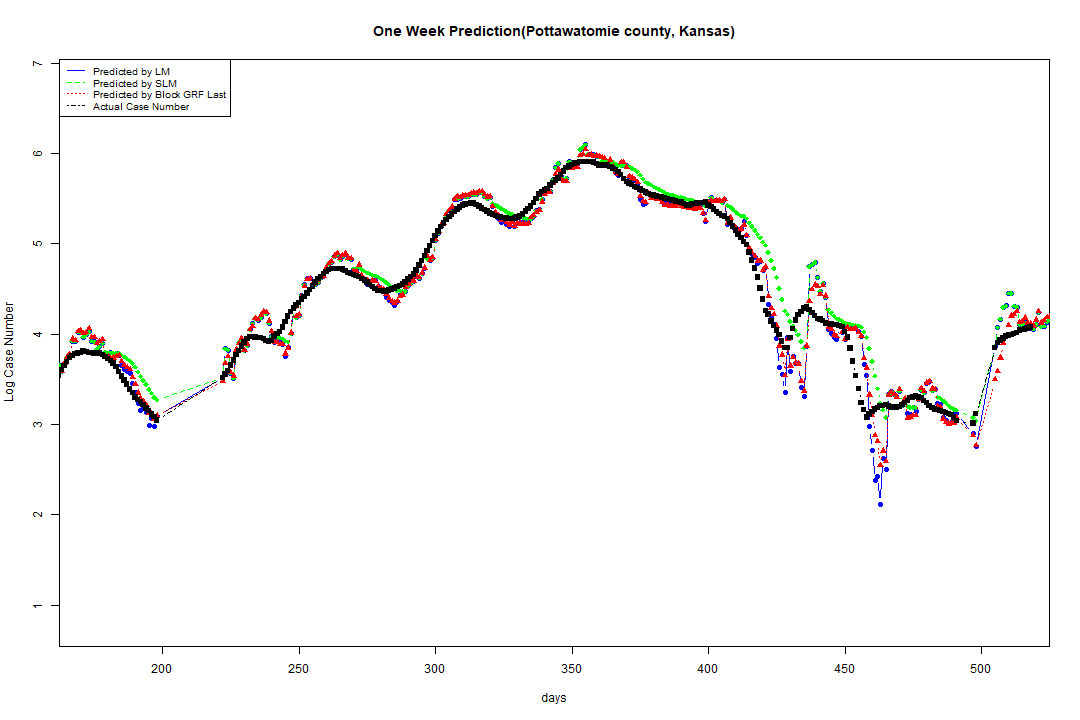 One Week Prediction(Pottawatomie county, Kansas)
Predicted by LM
Predicted by SLM
Predicted by Block GRF Last
Actual Case Number
Log Case Number
7
6
5
4
3
2
1
200 250 300 350 400 450 500
days